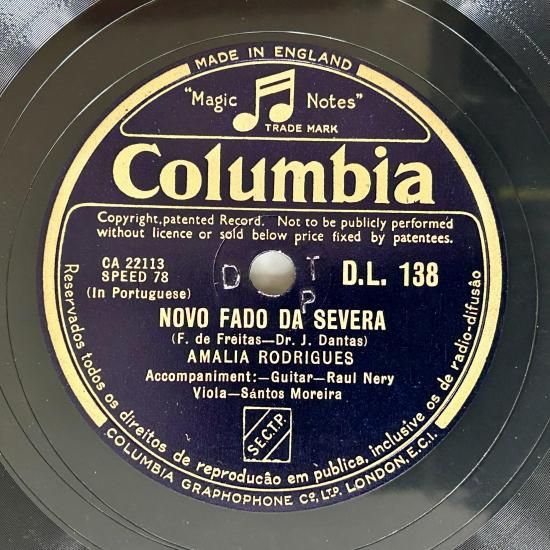 MADE IN ENGLAND
"Magic Notes"
TRADE MARK
Columbia
Copyright, patented Record. Not to be publicly performed
without licence or sold below price fixed by patentees.
CA 22113
SPEED 78
(In Portuguese)
D T
P
D.L. 138
NOVO FADO DA SEVERA
(F. de Freitas—Dr. J. Dantas)
AMALIA RODRIGUES
Accompaniment:—Guitar—Raul Nery
Viola—Sántos Moreira
S.E.C.T.P.
Reservados todos os direitos de reproducâo em publica, inclusive os de radio-difusâo
COLUMBIA GRAPHOPHONE Co., LTD. LONDON, E.C.1.